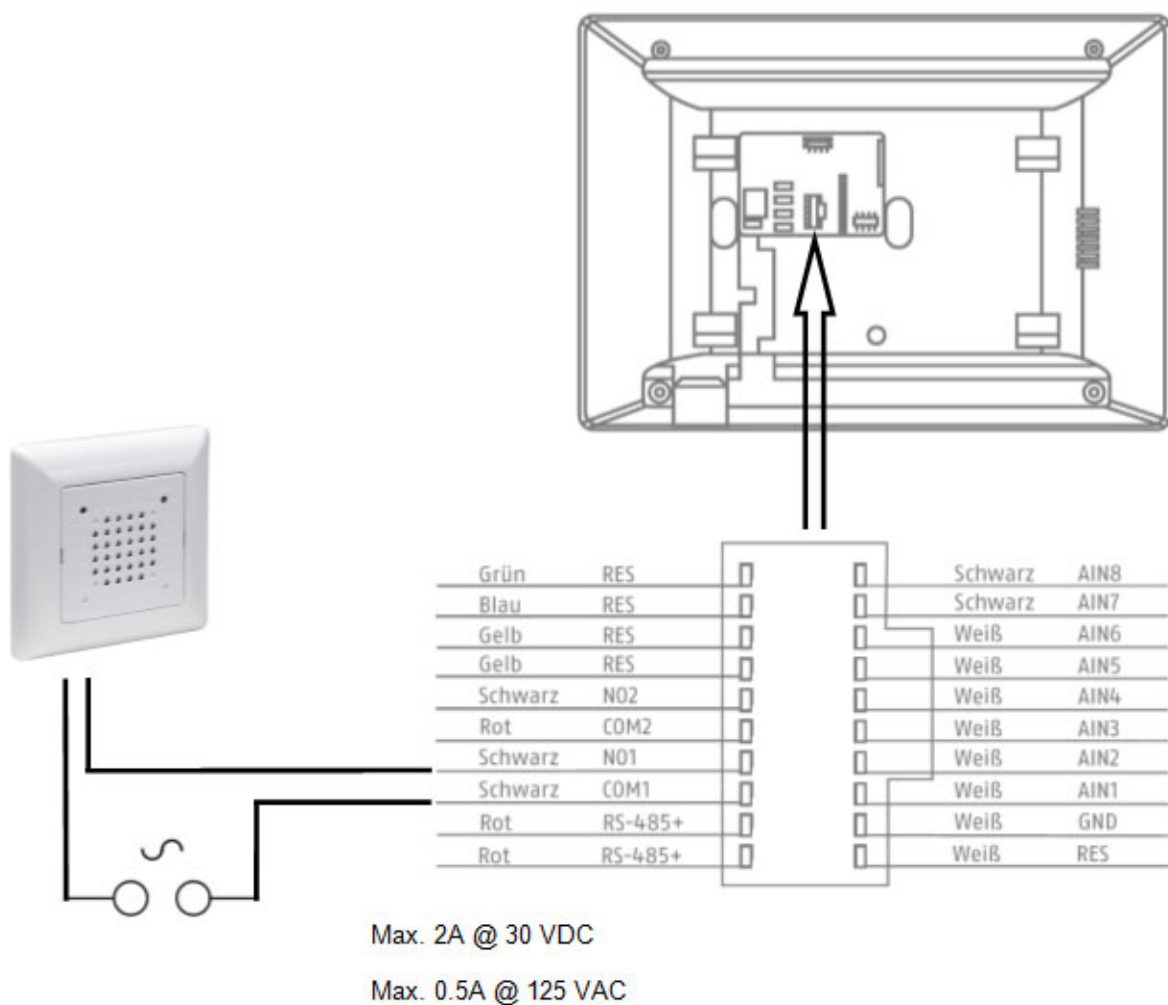 Grün RES
Blau RES
Gelb RES
Gelb RES
Schwarz NO2
Rot COM2
Schwarz NO1
Schwarz COM1
Rot RS-485+
Rot RS-485+
Schwarz AIN8
Schwarz AIN7
Weiß AIN6
Weiß AIN5
Weiß AIN4
Weiß AIN3
Weiß AIN2
Weiß AIN1
Weiß GND
Weiß RES
Max. 2A @ 30 VDC
Max. 0.5A @ 125 VAC